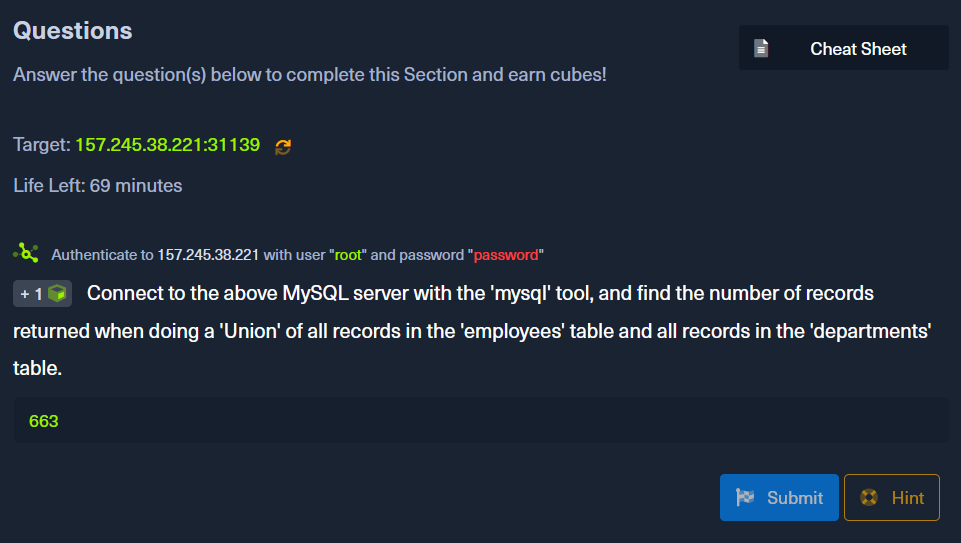 Questions
Cheat Sheet
Answer the question(s) below to complete this Section and earn cubes!
Target: 157.245.38.221:31139
Life Left: 69 minutes
Authenticate to 157.245.38.221 with user "root" and password "password"
+ 1 Connect to the above MySQL server with the 'mysql' tool, and find the number of records
returned when doing a 'Union' of all records in the 'employees' table and all records in the 'departments'
table.
663
Submit
Hint